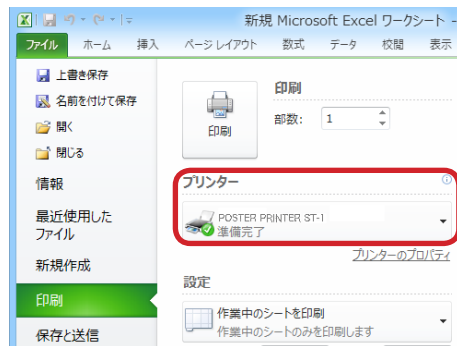 新規 Microsoft Excel ワークシート -
ファイル ホーム 挿入 ページ レイアウト 数式 データ 校閲 表示
上書き保存
名前を付けて保存
開く
閉じる
情報
最近使用した
ファイル
新規作成
印刷
保存と送信
印刷
印刷
部数: 1
プリンター
POSTER PRINTER ST-1
準備完了
プリンターのプロパティ
設定
作業中のシートを印刷
作業中のシートのみを印刷します